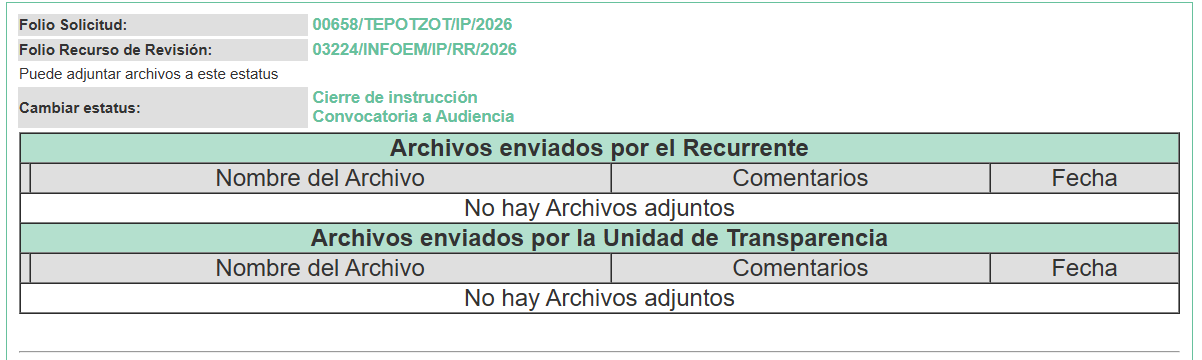 Folio Solicitud: 00658/TEPOTZOT/IP/2026
Folio Recurso de Revisión: 03224/INFOEM/IP/RR/2026
Puede adjuntar archivos a este estatus
Cambiar estatus: Cierre de instrucción
Convocatoria a Audiencia
Archivos enviados por el Recurrente
Nombre del Archivo Comentarios Fecha
No hay Archivos adjuntos
Archivos enviados por la Unidad de Transparencia
Nombre del Archivo Comentarios Fecha
No hay Archivos adjuntos